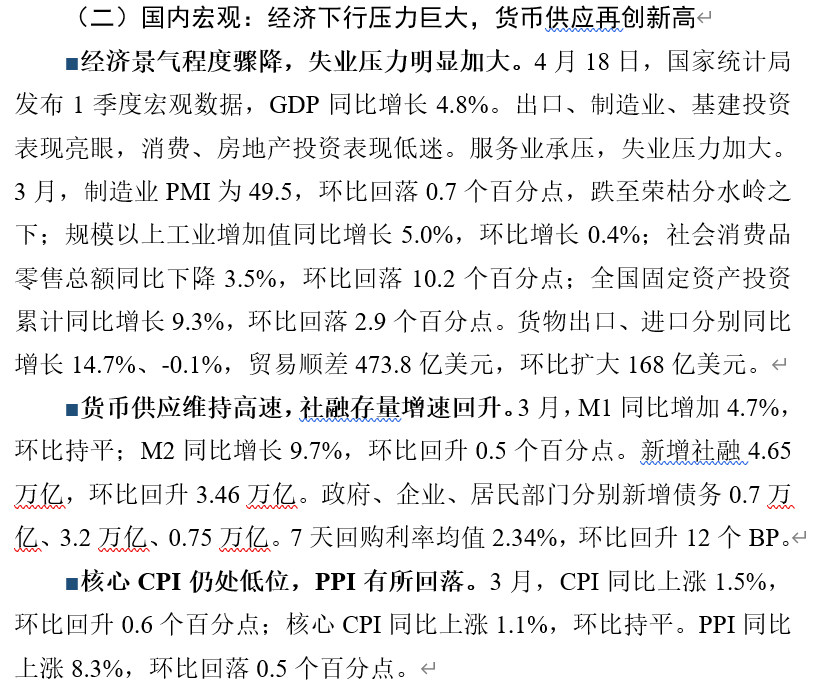 （二）国内宏观：经济下行压力巨大，货币供应再创新高↵
■经济景气程度骤降，失业压力明显加大。4 月 18 日，国家统计局
发布 1 季度宏观数据，GDP 同比增长 4.8%。出口、制造业、基建投资
表现亮眼，消费、房地产投资表现低迷。服务业承压，失业压力加大。
3 月，制造业 PMI 为 49.5，环比回落 0.7 个百分点，跌至荣枯分水岭之
下；规模以上工业增加值同比增长 5.0%，环比增长 0.4%；社会消费品
零售总额同比下降 3.5%，环比回落 10.2 个百分点；全国固定资产投资
累计同比增长 9.3%，环比回落 2.9 个百分点。货物出口、进口分别同比
增长 14.7%、-0.1%，贸易顺差 473.8 亿美元，环比扩大 168 亿美元。↵
■货币供应维持高速，社融存量增速回升。3 月，M1 同比增加 4.7%，
环比持平；M2 同比增长 9.7%，环比回升 0.5 个百分点。新增社融 4.65
万亿，环比回升 3.46 万亿。政府、企业、居民部门分别新增债务 0.7 万
亿、3.2 万亿、0.75 万亿。7 天回购利率均值 2.34%，环比回升 12 个 BP。↵
■核心 CPI 仍处低位，PPI 有所回落。3 月，CPI 同比上涨 1.5%，
环比回升 0.6 个百分点；核心 CPI 同比上涨 1.1%，环比持平。PPI 同比
上涨 8.3%，环比回落 0.5 个百分点。↵